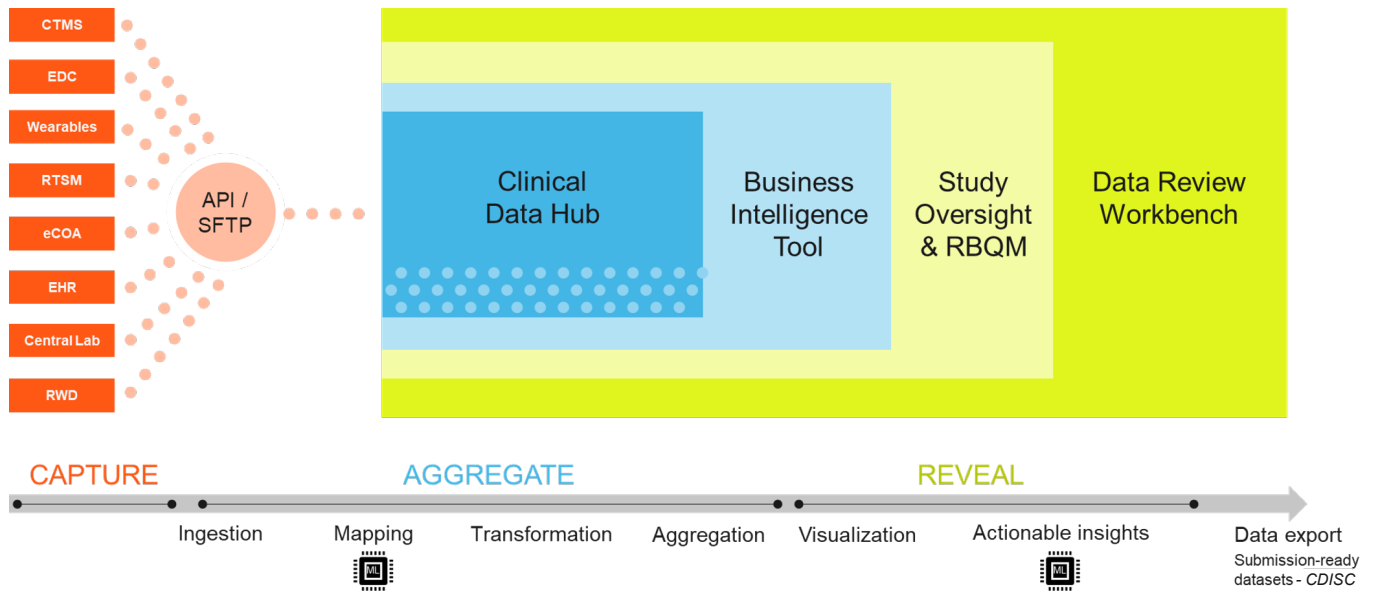 CTMS
EDC
Wearables
RTSM
eCOA
EHR
Central Lab
RWD
API /
SFTP
Clinical
Data Hub
Business
Intelligence
Tool
Study
Oversight
& RBQM
Data Review
Workbench
CAPTURE
AGGREGATE
REVEAL
Ingestion
Mapping
Transformation
Aggregation
Visualization
Actionable insights
Data export
Submission-ready
datasets - CDISC
ML
ML